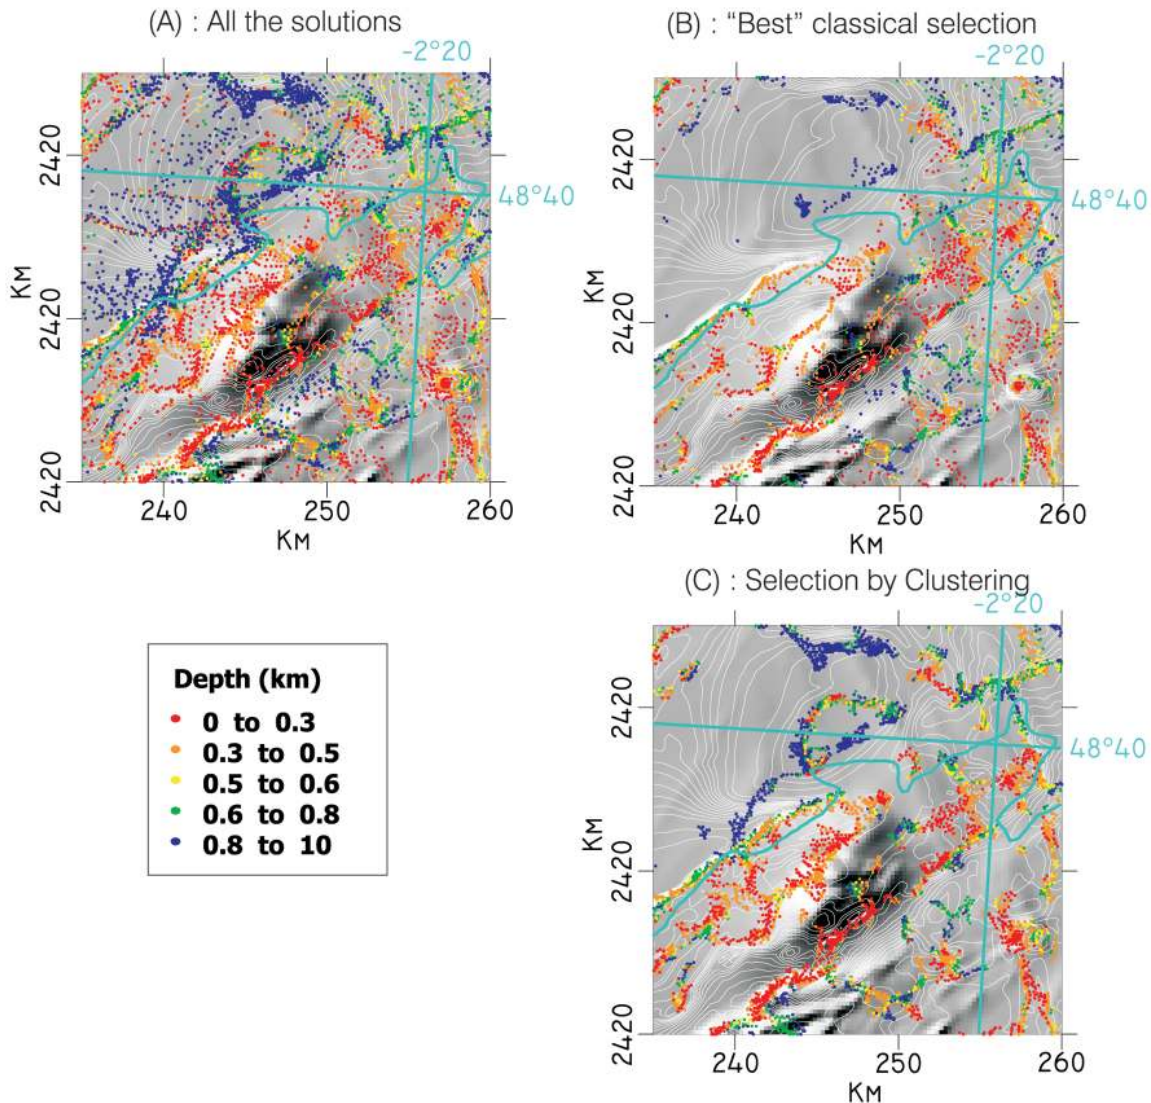 (A) : All the solutions
-2°20
2420
48°40
2420
2420
KM
240
250
260
KM
(B) : “Best” classical selection
-2°20
2420
48°40
2420
2420
KM
240
250
260
KM
(C) : Selection by Clustering
-2°20
2420
48°40
2420
2420
KM
240
250
260
KM
Depth (km)
0 to 0.3
0.3 to 0.5
0.5 to 0.6
0.6 to 0.8
0.8 to 10